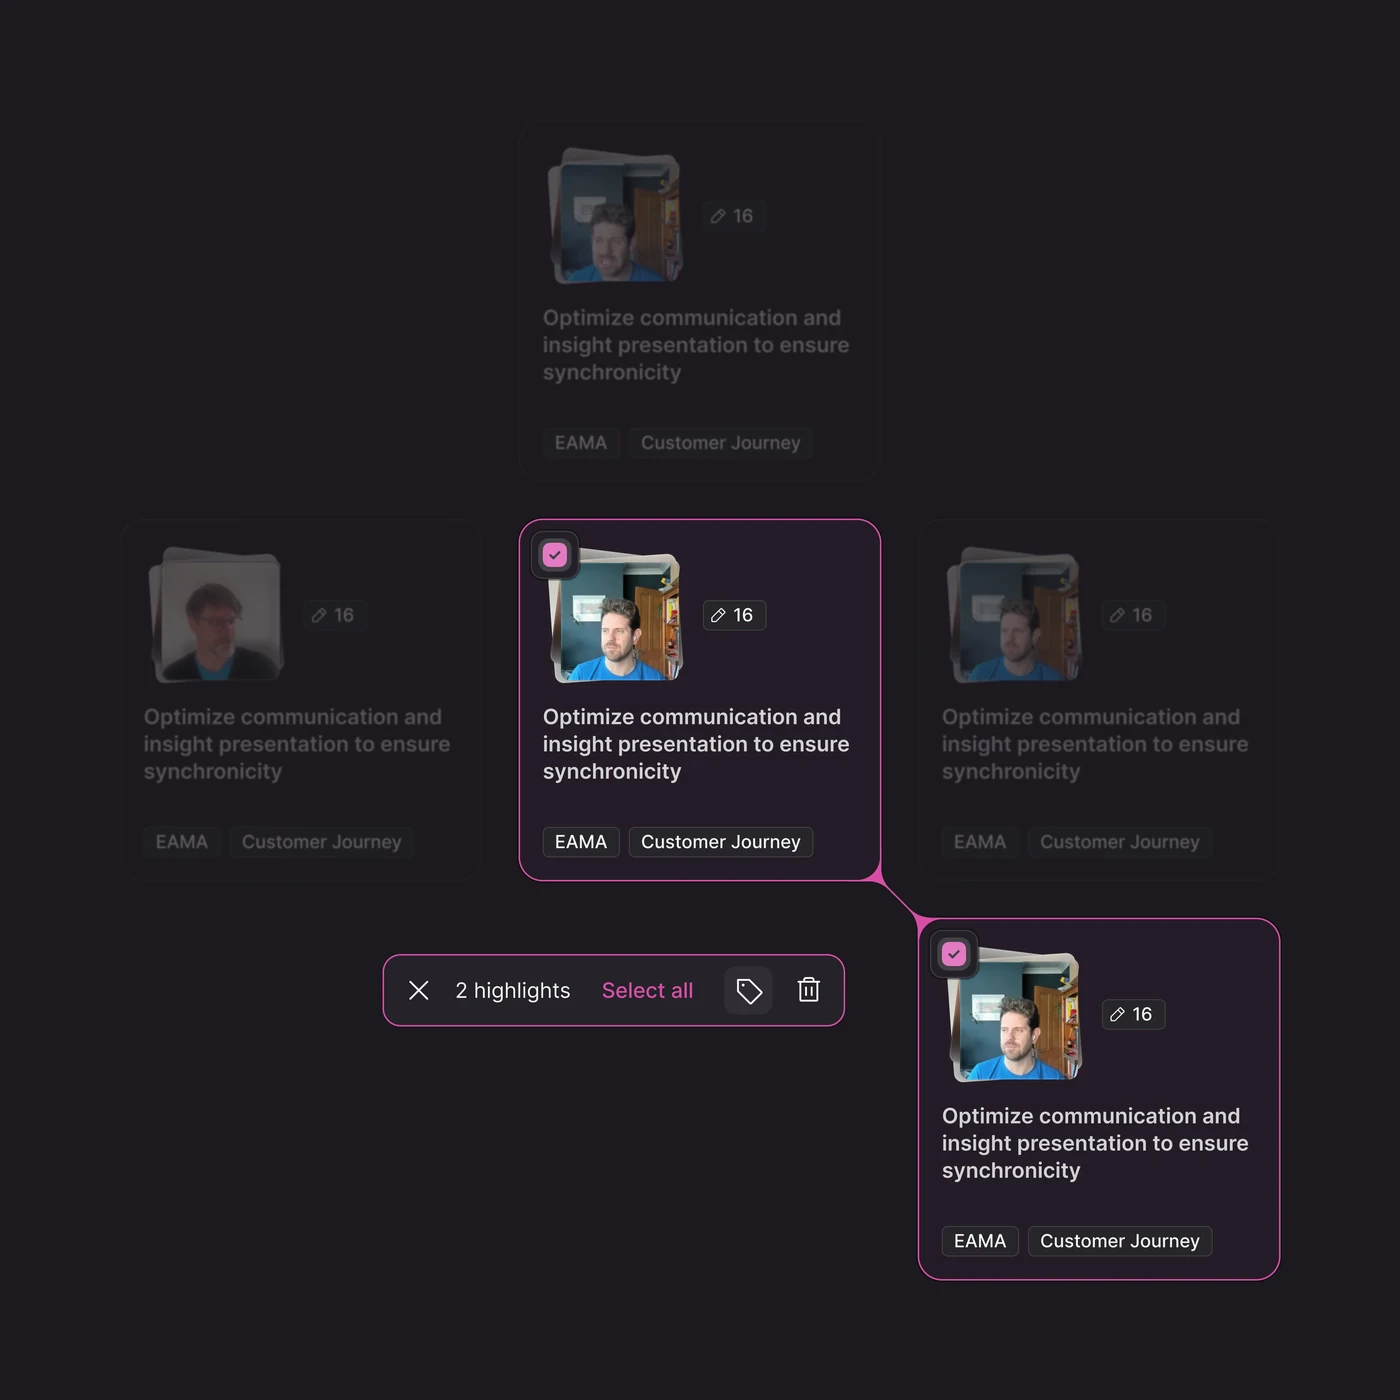 16
Optimize communication and
insight presentation to ensure
synchronicity
EAMA
Customer Journey
16
Optimize communication and
insight presentation to ensure
synchronicity
EAMA
Customer Journey
16
Optimize communication and
insight presentation to ensure
synchronicity
EAMA
Customer Journey
16
Optimize communication and
insight presentation to ensure
synchronicity
EAMA
Customer Journey
2 highlights
Select all
16
Optimize communication and
insight presentation to ensure
synchronicity
EAMA
Customer Journey